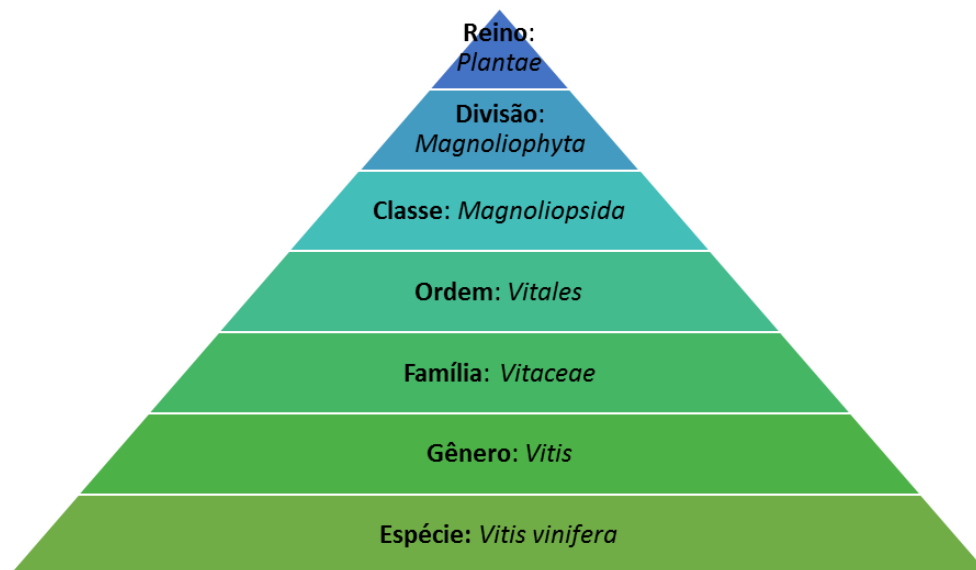 Reino:
Plantae
Divisão:
Magnoliophyta
Classe: Magnoliopsida
Ordem: Vitales
Família: Vitaceae
Gênero: Vitis
Espécie: Vitis vinifera